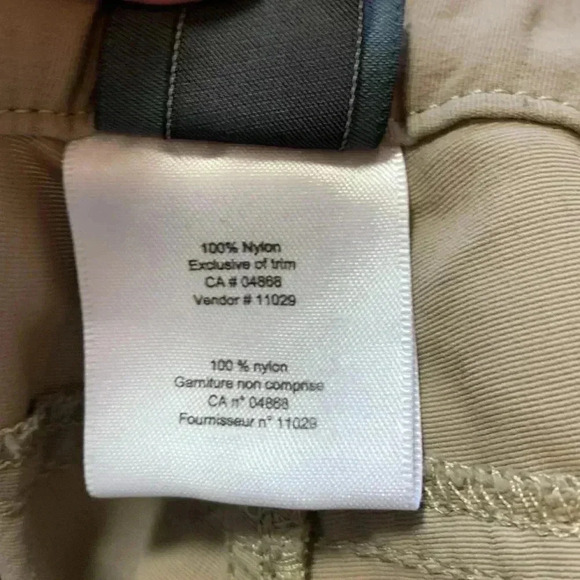 100% Nylon
Exclusive of trim
CA # 04868
Vendor # 11029
100 % nylon
Garniture non comprise
CA n° 04868
Fournisseur n° 11029